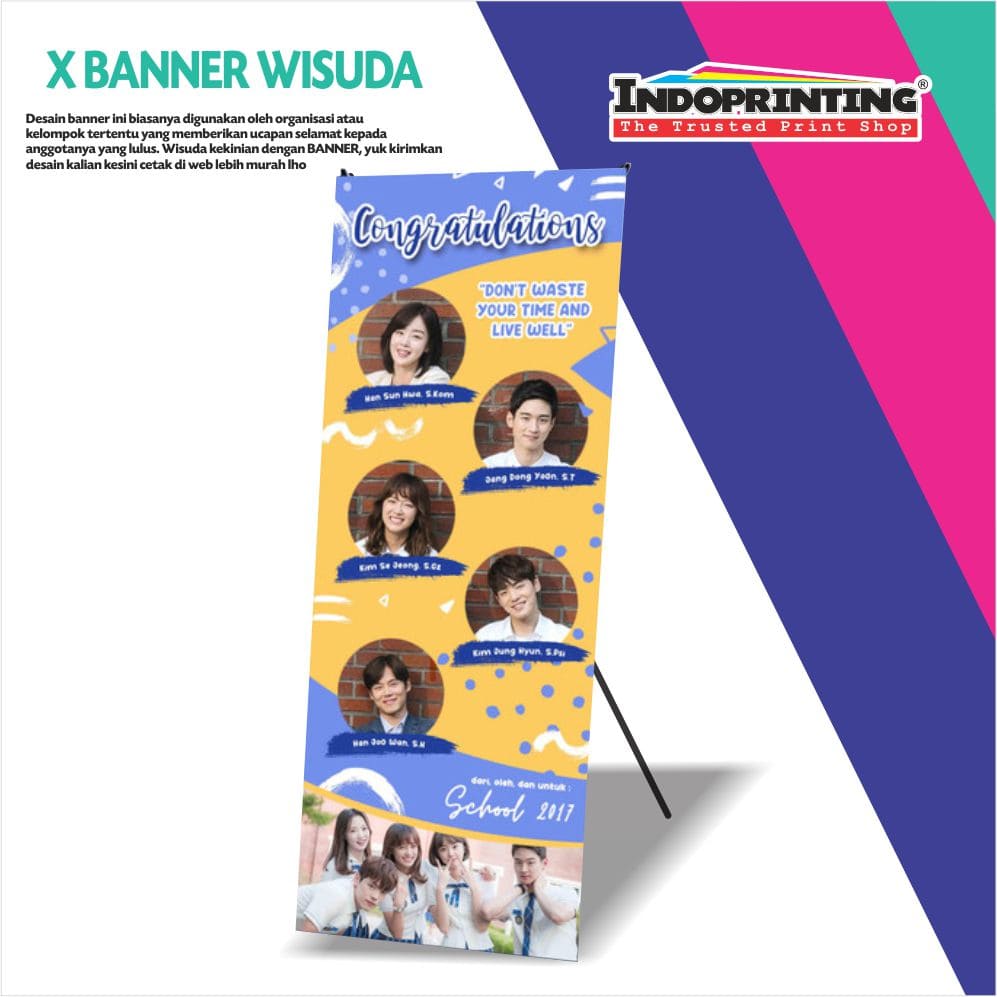 X BANNER WISUDA
Desain banner ini biasanya digunakan oleh organisasi atau
kelompok tertentu yang memberikan ucapan selamat kepada
anggotanya yang lulus. Wisuda kekinian dengan BANNER, yuk kirimkan
desain kalian kesini cetak di web lebih murah lho
INDOPRINTING®
The Trusted Print Shop
Congratulations
"DON'T WASTE
YOUR TIME AND
LIVE WELL"
Han Sun Hwa, S.Kom
Jang Dong Yoon, S.T
Kim Se Jeong, S.Gz
Kim Jung Hyun, S.Psi
Han Joo Wan, S.H
dari, oleh, dan untuk :
School 2017